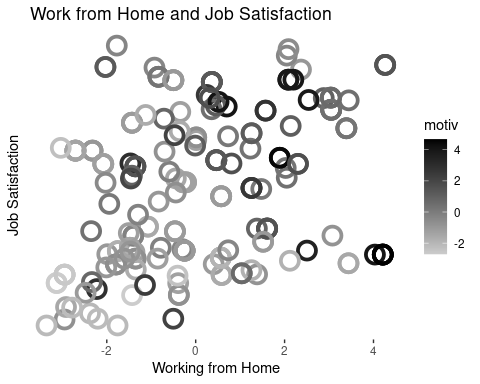 Work from Home and Job Satisfaction
Job Satisfaction
motiv
4
2
0
-2
-2
0
2
4
Working from Home